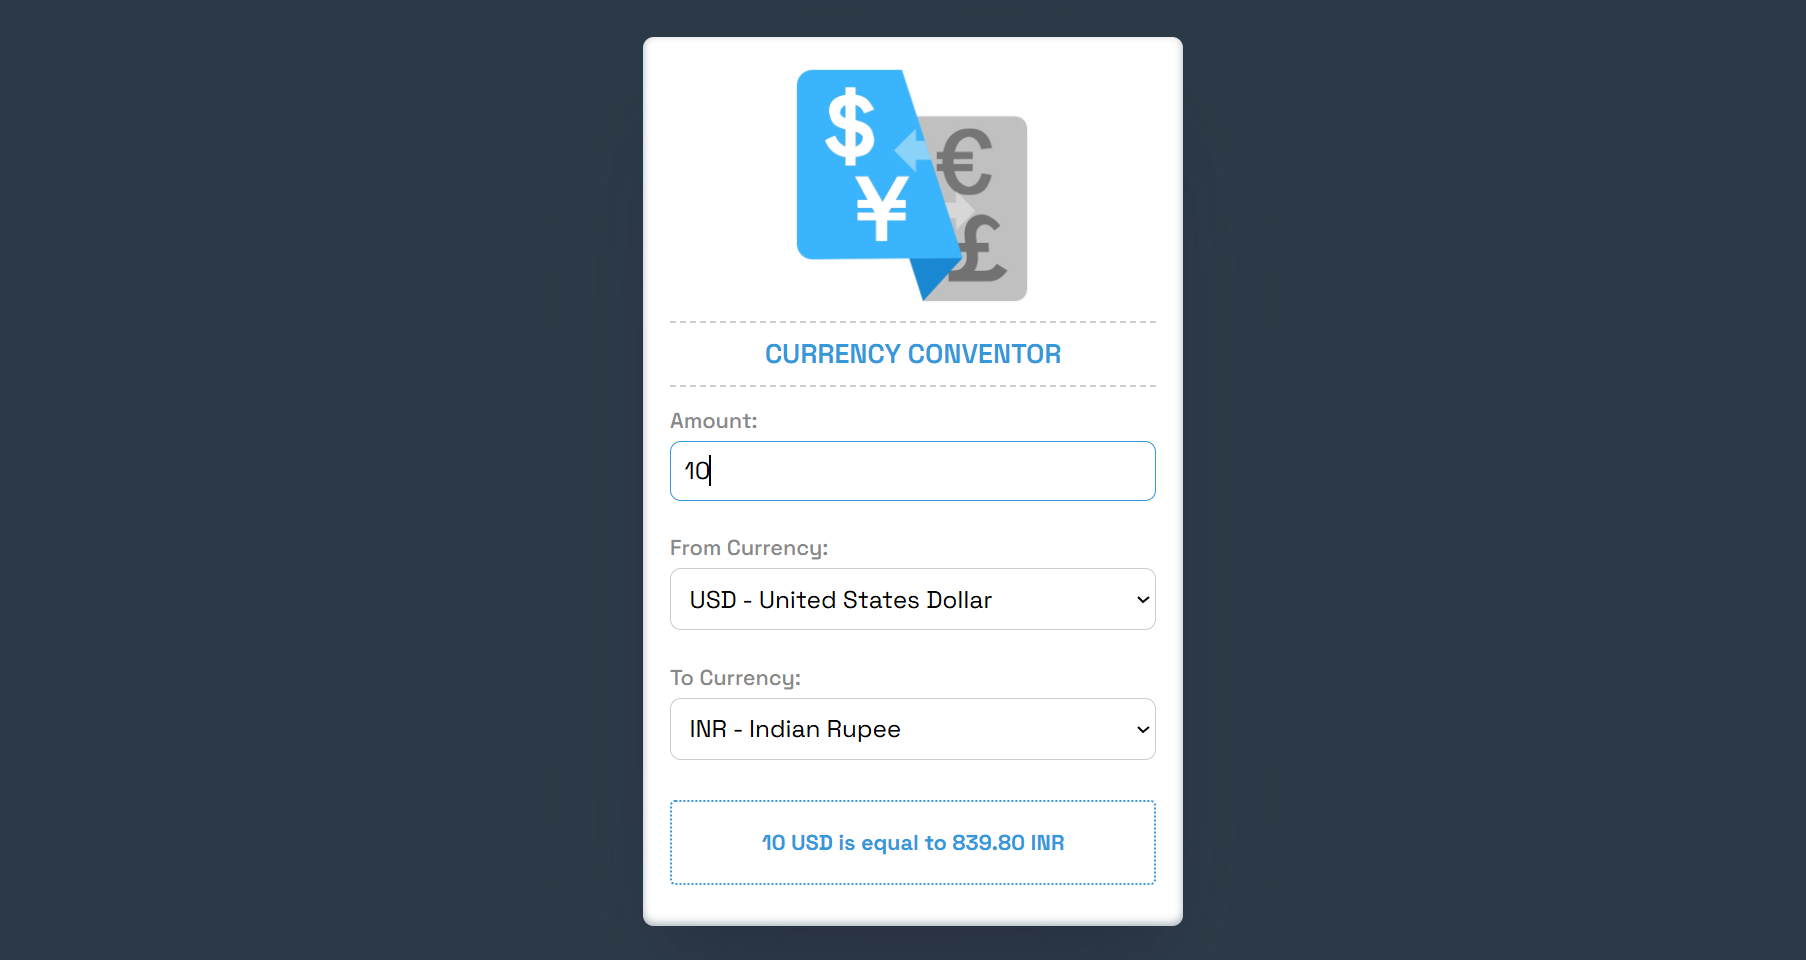 $
¥
€
£
CURRENCY CONVENTOR
Amount:
10
From Currency:
USD - United States Dollar
To Currency:
INR - Indian Rupee
10 USD is equal to 839.80 INR